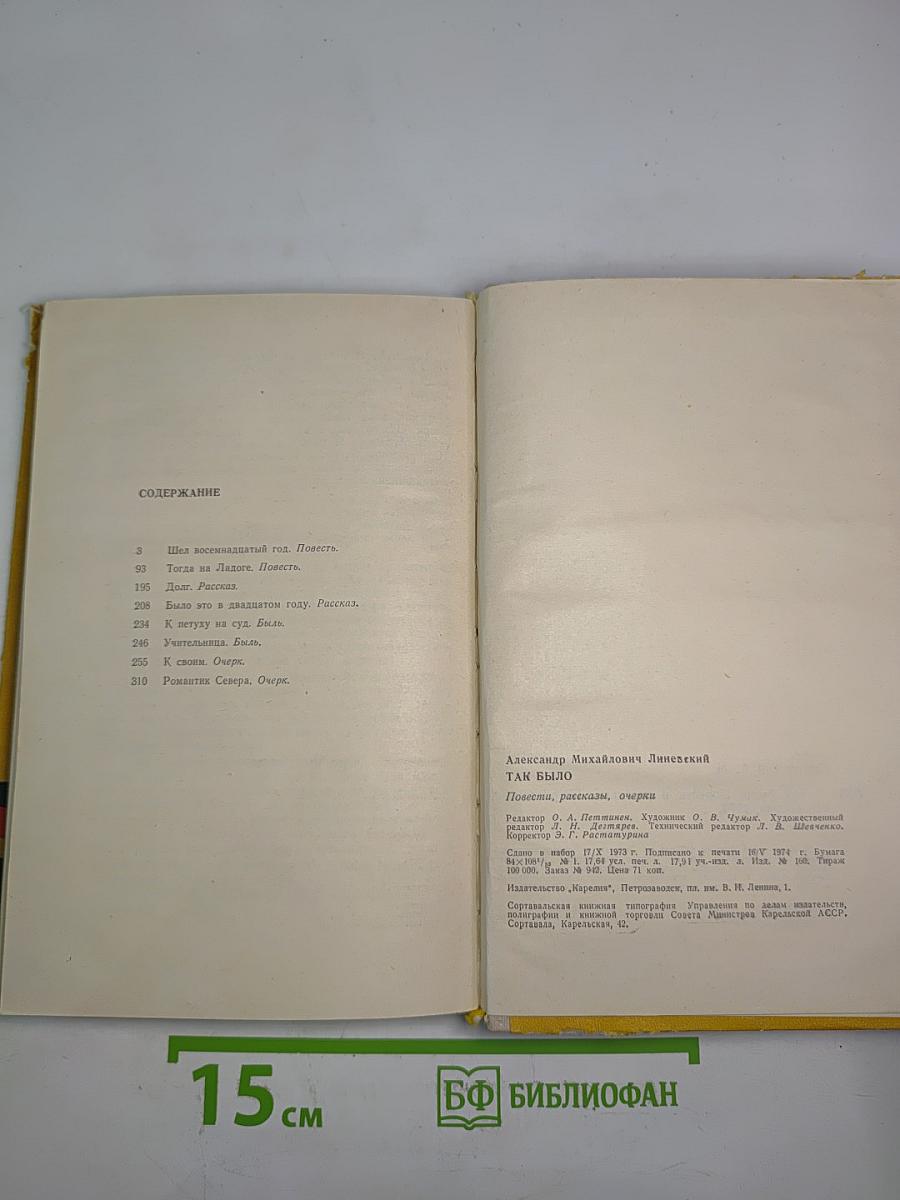 СОДЕРЖАНИЕ
3 Шел восемнадцатый год. Повесть.
93 Тогда на Ладоге. Повесть.
195 Долг. Рассказ.
208 Было это в двадцатом году. Рассказ.
234 К петуху на суд. Быль.
246 Учительница. Быль.
255 К своим. Очерк.
310 Романтик Севера, Очерк.
Александр Михайлович Линевский
ТАК БЫЛО
Повести, рассказы, очерки
Редактор О. А. Петтинен. Художник О. В. Чумак. Художественный
редактор Л. Н. Дегтярев. Технический редактор Л. В. Шевченко.
Корректор Э. Г. Растатурина
Сдано в набор 17/X 1973 г. Подписано к печати 16/V 1974 г. Бумага
84×108¹/₃₂ № 1. 17,64 усл. печ. л. 17,91 уч.-изд. л. Изд. № 160. Тираж
100 000. Заказ № 942. Цена 71 коп.
Издательство „Карелия“, Петрозаводск, пл. им. В. И. Ленина, 1.
Сортавальская книжная типография Управления по делам издательств,
полиграфии и книжной торговли Совета Министров Карельской АССР.
Сортавала, Карельская, 42.
15 см
БФ БИБЛИОФАН